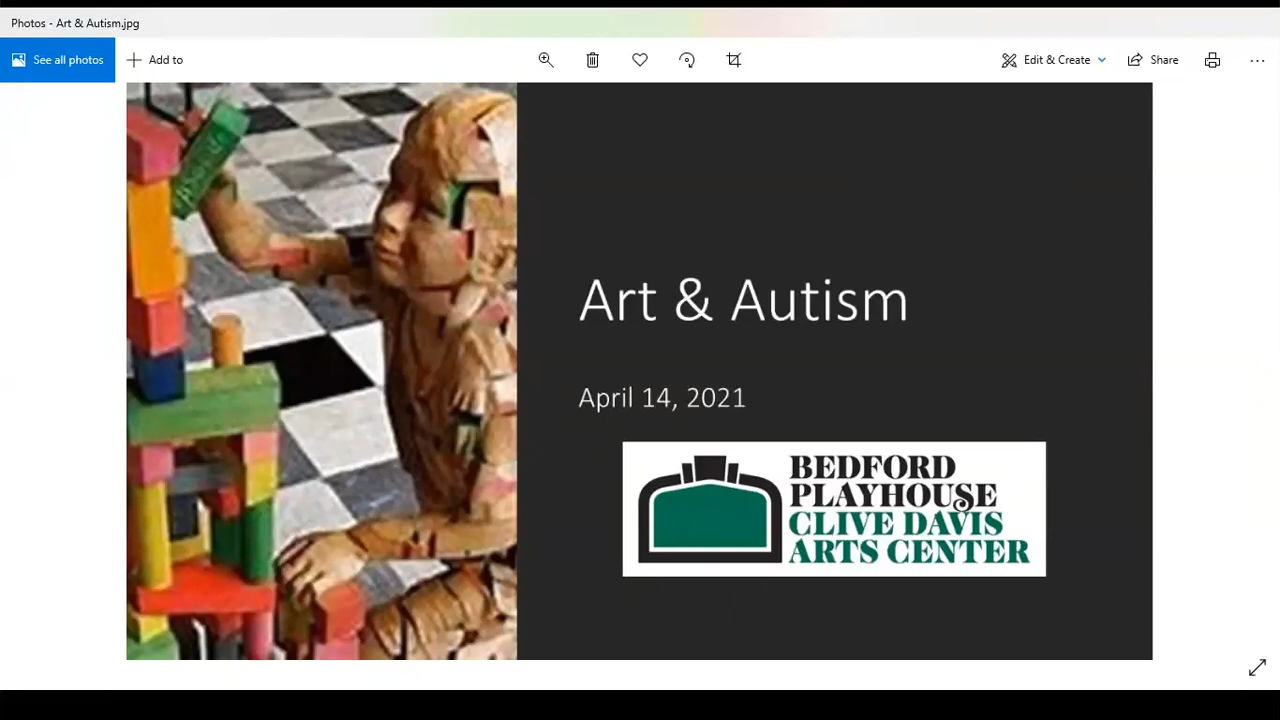 Photos - Art & Autism.jpg
See all photos
Add to
Edit & Create
Share
Art & Autism
April 14, 2021
BEDFORD
PLAYHOUSE
CLIVE DAVIS
ARTS CENTER